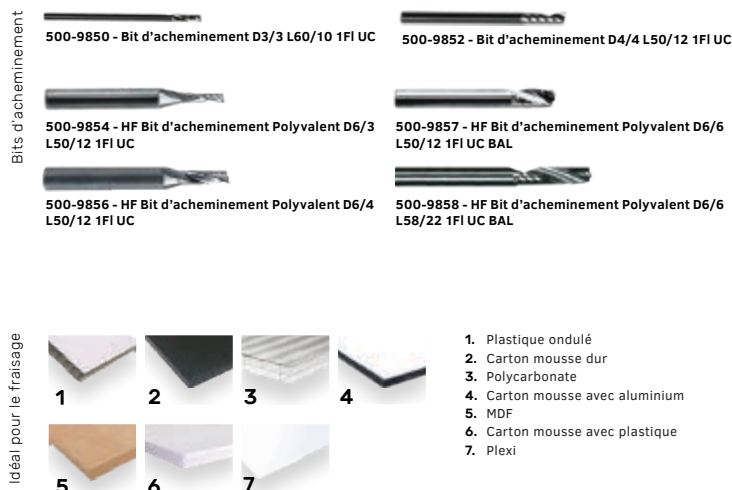 Bits d'acheminement
500-9850 - Bit d'acheminement D3/3 L60/10 1Fl UC
500-9852 - Bit d'acheminement D4/4 L50/12 1Fl UC
500-9854 - HF Bit d'acheminement Polyvalent D6/3
L50/12 1Fl UC
500-9857 - HF Bit d'acheminement Polyvalent D6/6
L50/12 1Fl UC BAL
500-9856 - HF Bit d'acheminement Polyvalent D6/4
L50/12 1Fl UC
500-9858 - HF Bit d'acheminement Polyvalent D6/6
L58/22 1Fl UC BAL
Idéal pour le fraisage
1
2
3
4
5
6
7
1. Plastique ondulé
2. Carton mousse dur
3. Polycarbonate
4. Carton mousse avec aluminium
5. MDF
6. Carton mousse avec plastique
7. Plexi